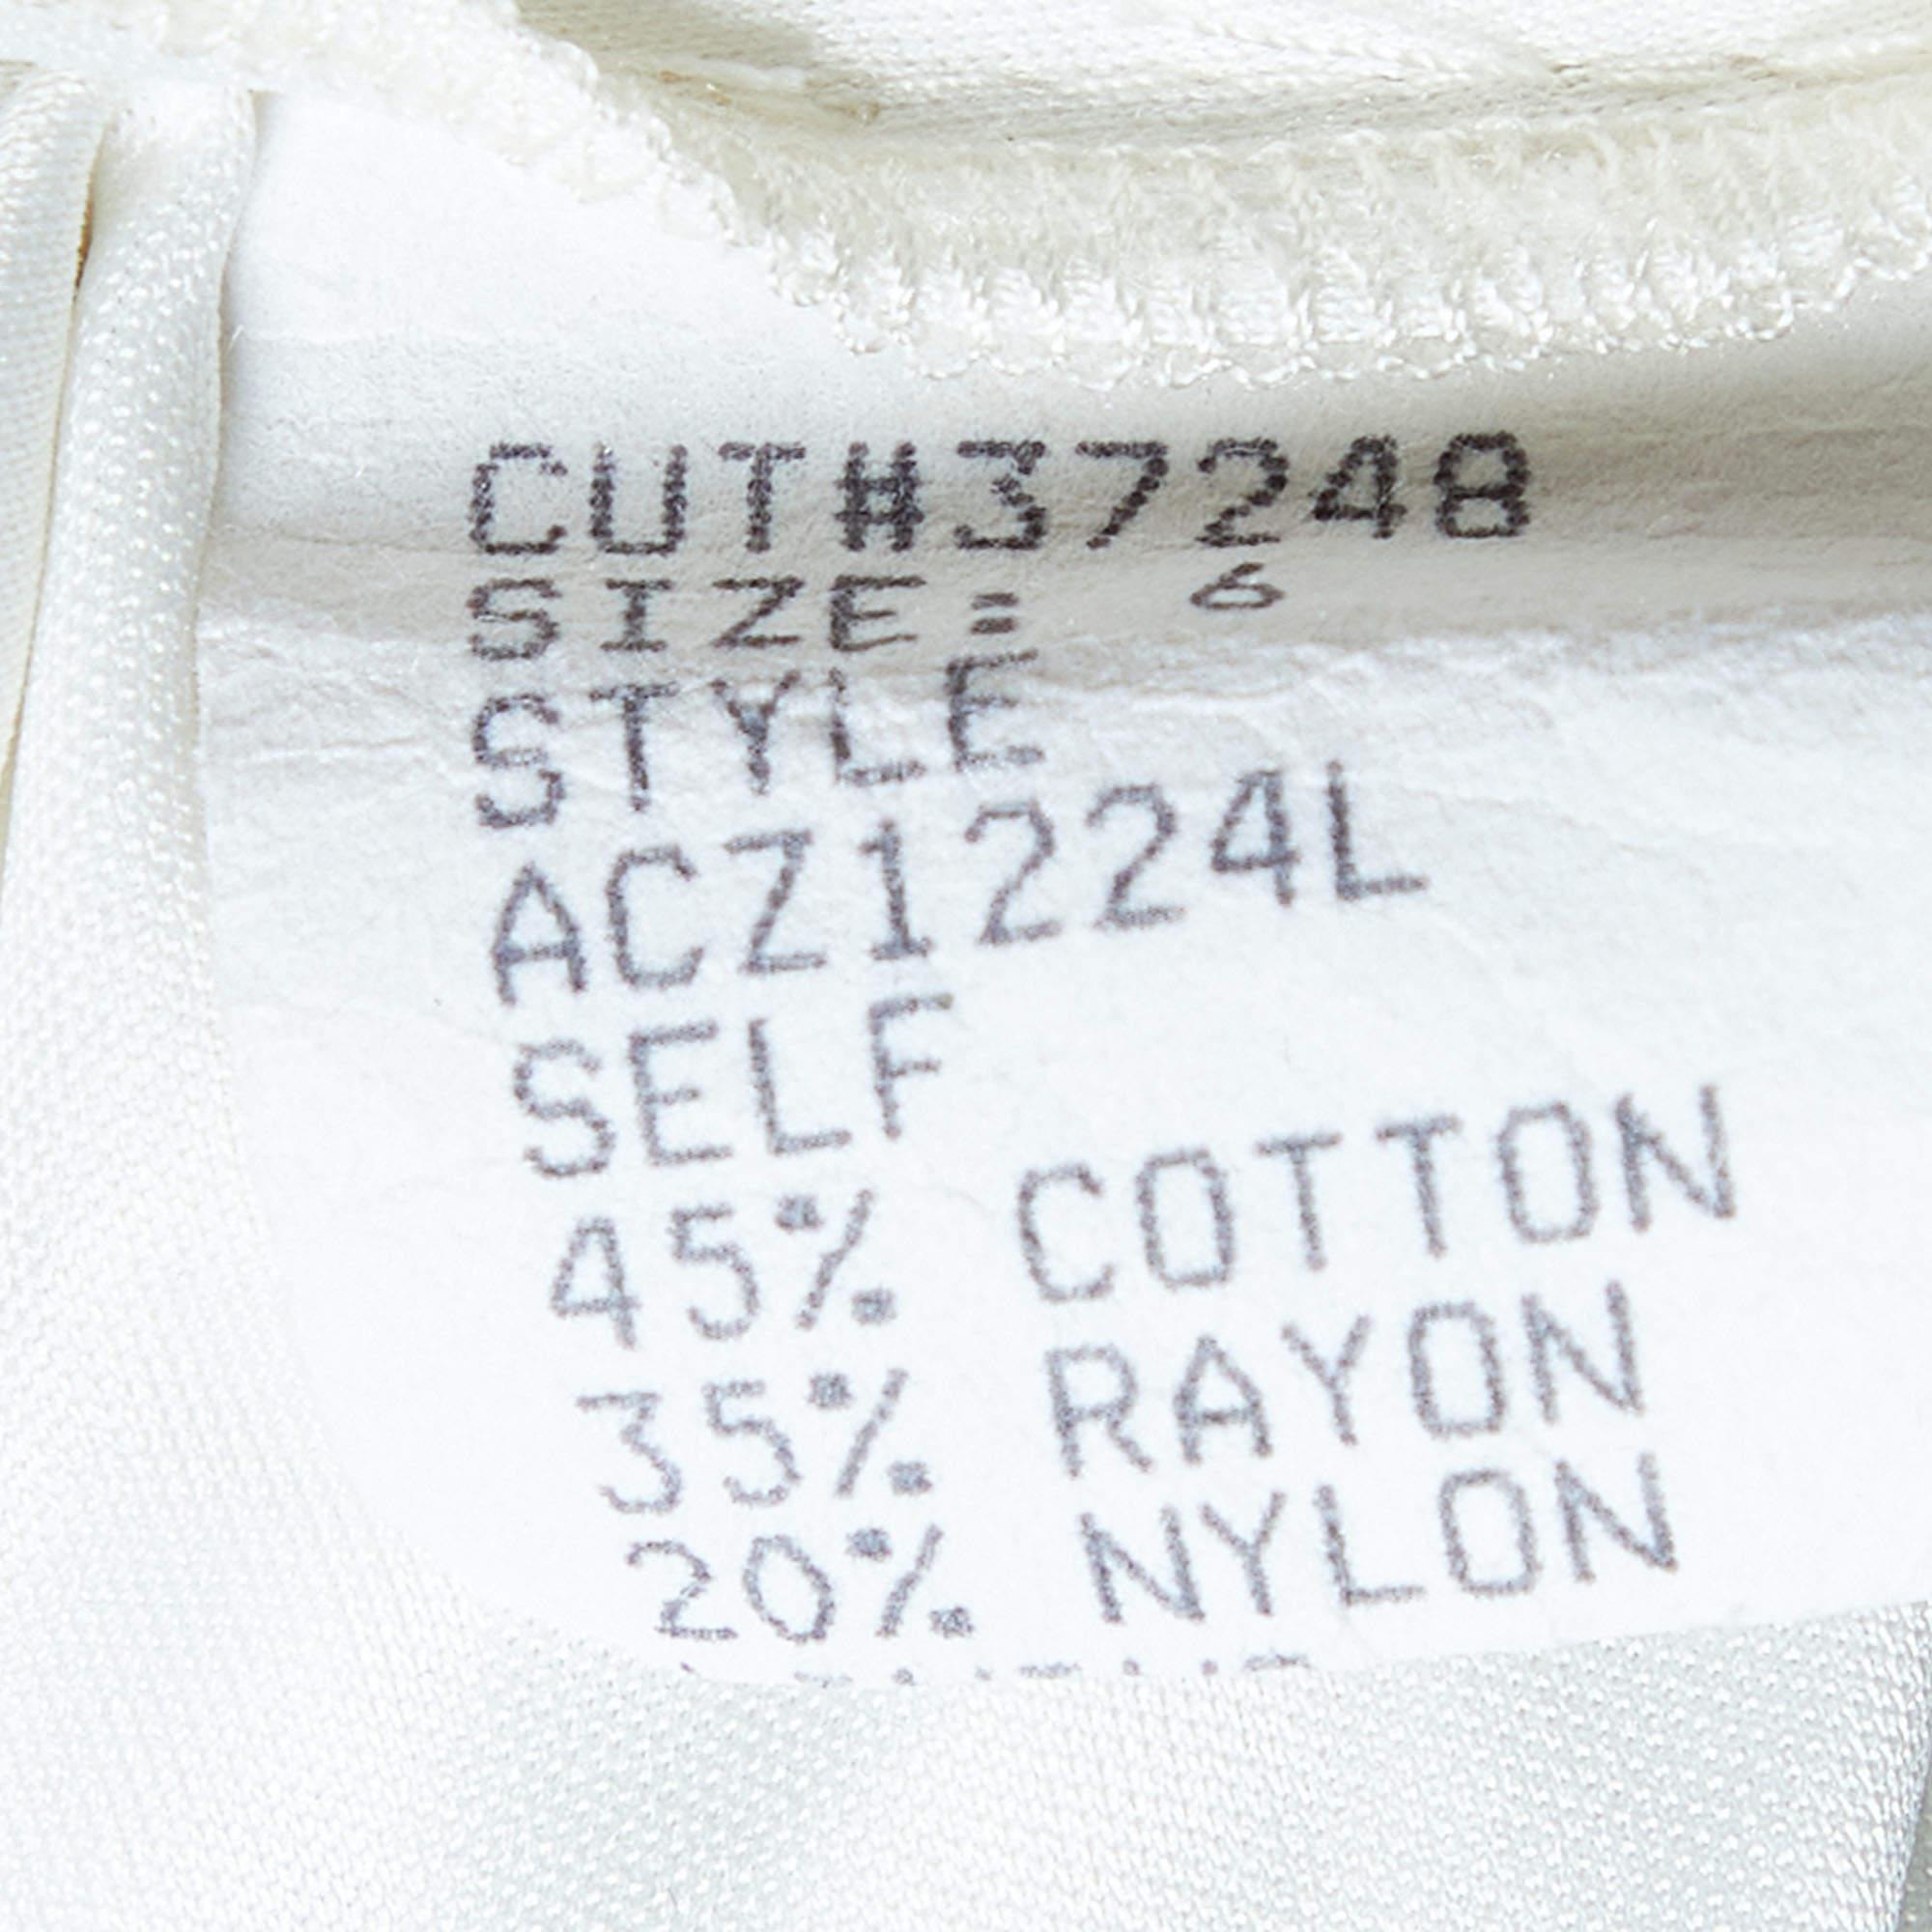 CUT#37248
SIZE: 6
STYLE
ACZ1224L
SELF
45% COTTON
35% RAYON
20% NYLON